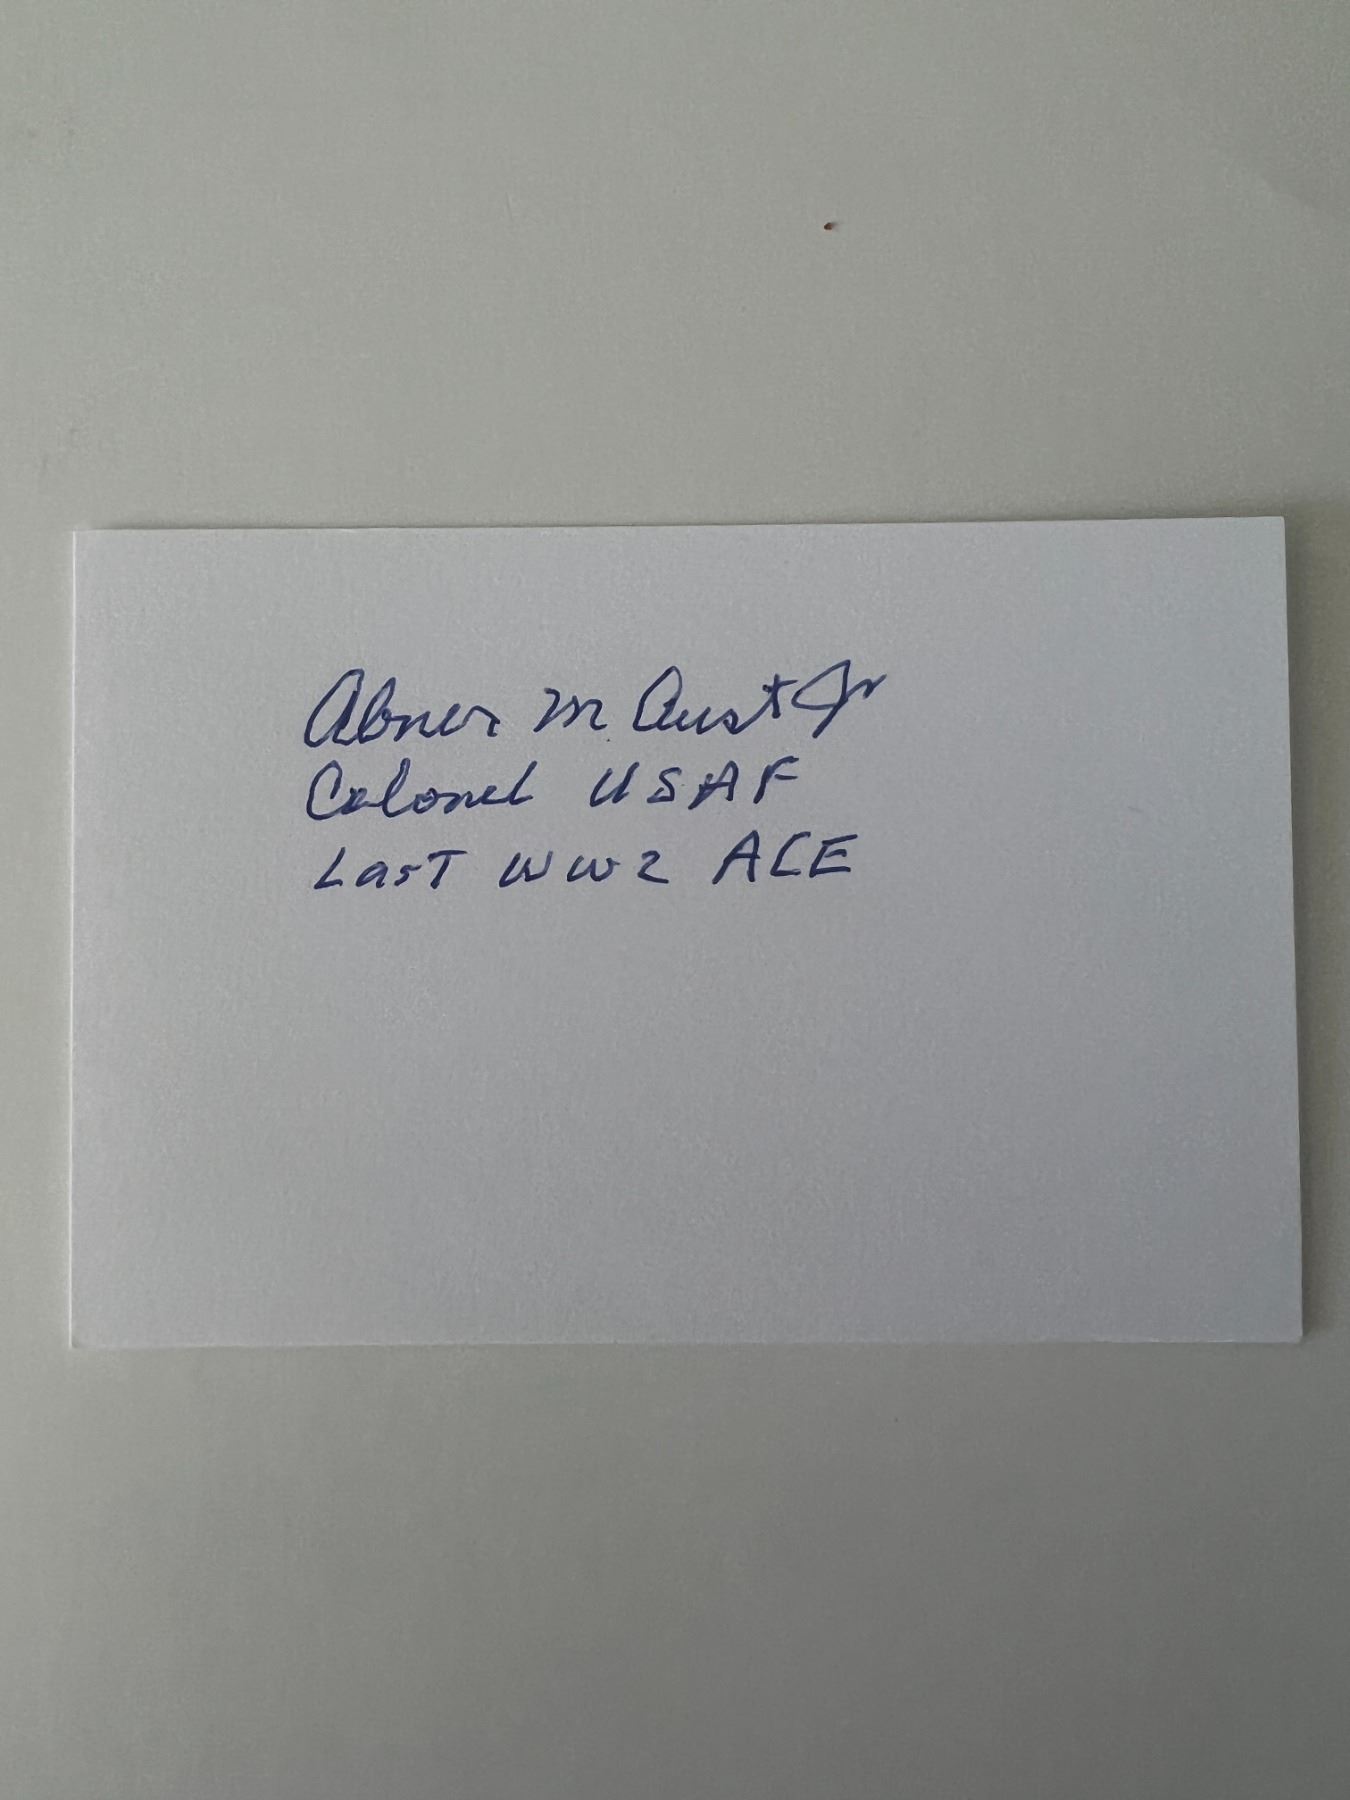 Abner M Aust Jr
Colonel USAF
Last WW2 ACE